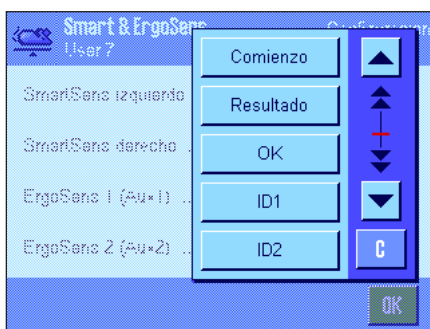 Smart & ErgoSens
User 7
SmartSens izquierdo
SmartSens derecho ..
ErgoSens 1 (Aux1) ..
ErgoSens 2 (Aux2) ..
Comienzo
Resultado
OK
ID1
ID2
C
OK